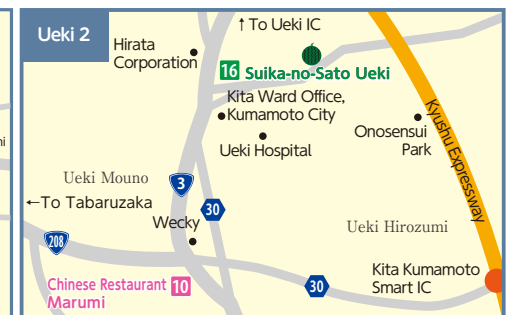 Ueki 2
↑To Ueki IC
Hirata
Corporation
16 Suika-no-Sato Ueki
Kita Ward Office,
Kumamoto City
Ueki Hospital
Onosensui
Park
Kyushu Expressway
Ueki Mouno
3
←To Tabaruzaka
30
Wecky
Ueki Hirozumi
208
Kita Kumamoto
Smart IC
Chinese Restaurant 10
Marumi
30